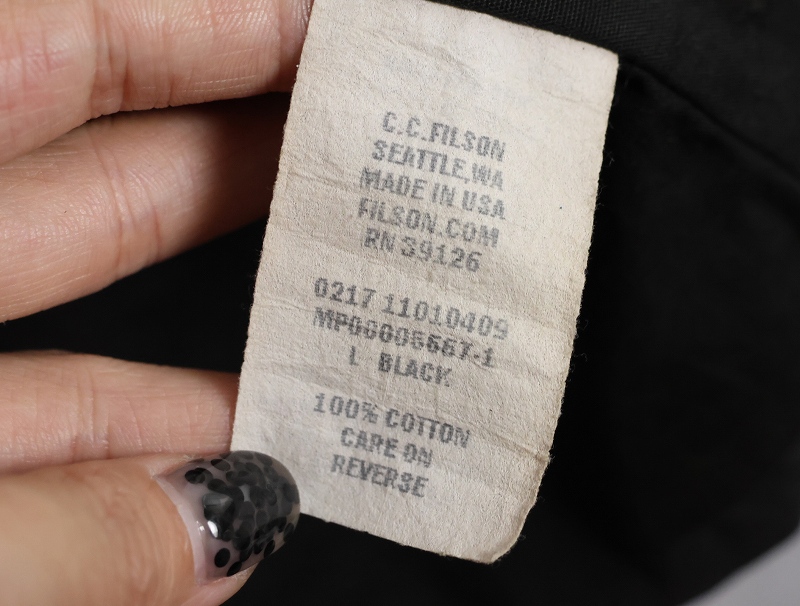 C.C.FILSON
SEATTLE,WA
MADE IN USA
FILSON.COM
RN 39126
0217 11010409
MP00005567-1
L BLACK
100% COTTON
CARE ON
REVERSE